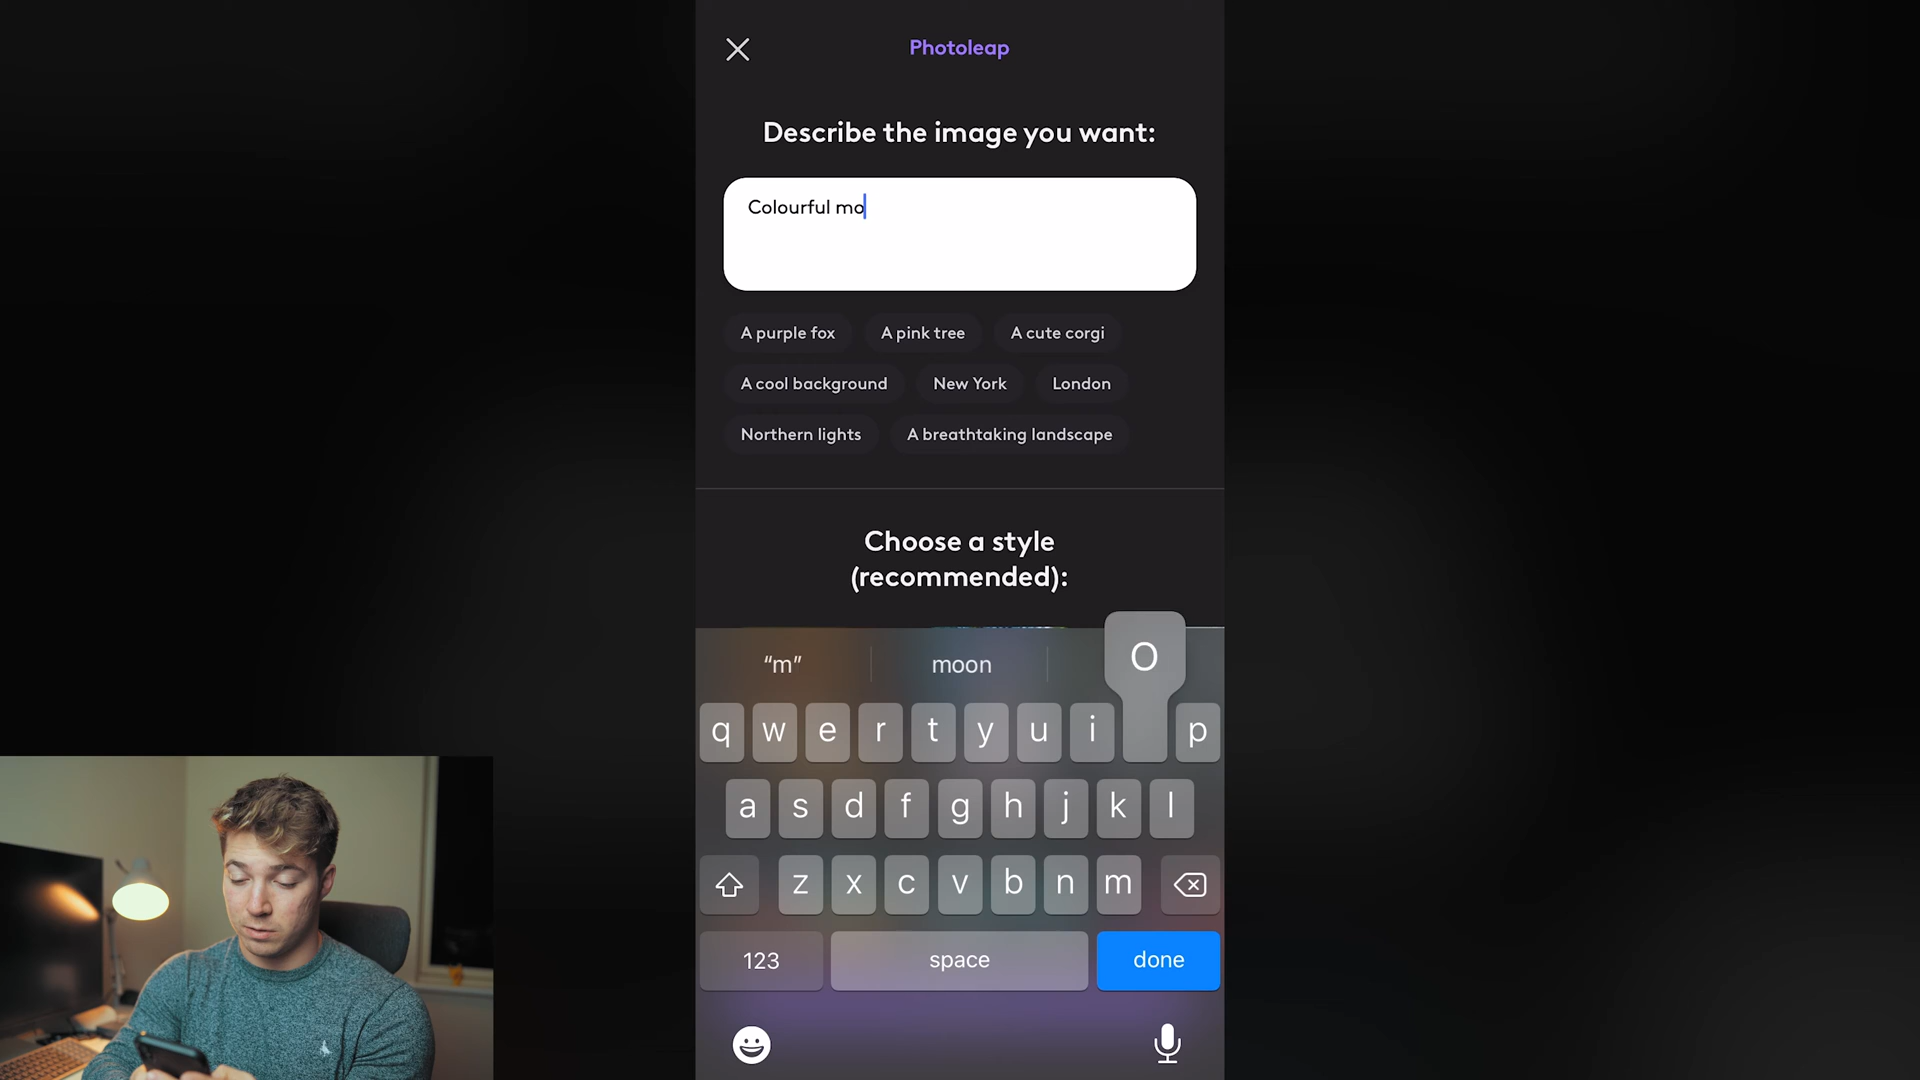 Photoleap
Describe the image you want:
Colourful mo
A purple fox A pink tree A cute corgi
A cool background New York London
Northern lights A breathtaking landscape
Choose a style
(recommended):
“m” moon
O
q w e r t y u i p
a s d f g h j k l
z x c v b n m
123 space done